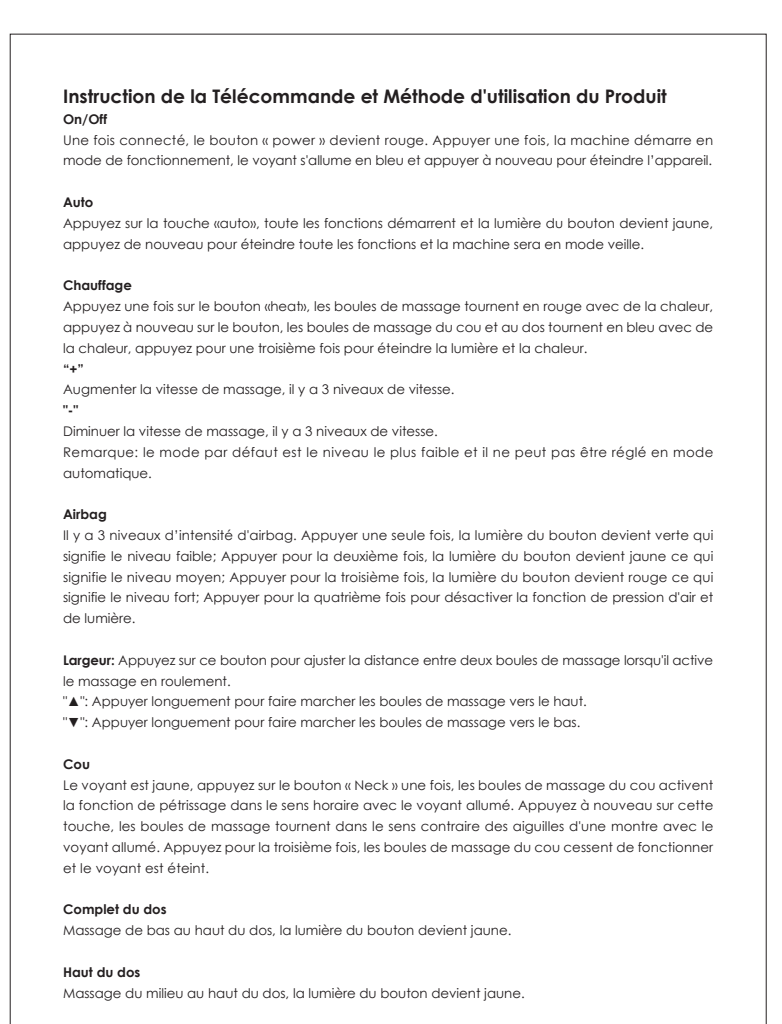 Instruction de la Télécommande et Méthode d'utilisation du Produit
On/Off
Une fois connecté, le bouton « power » devient rouge. Appuyer une fois, la machine démarre en
mode de fonctionnement, le voyant s'allume en bleu et appuyer à nouveau pour éteindre l’appareil.
Auto
Appuyez sur la touche «auto», toute les fonctions démarrent et la lumière du bouton devient jaune,
appuyez de nouveau pour éteindre toute les fonctions et la machine sera en mode veille.
Chauffage
Appuyez une fois sur le bouton «heat», les boules de massage tournent en rouge avec de la chaleur,
appuyez à nouveau sur le bouton, les boules de massage du cou et au dos tournent en bleu avec de
la chaleur, appuyez pour une troisième fois pour éteindre la lumière et la chaleur.
“+”
Augmenter la vitesse de massage, il y a 3 niveaux de vitesse.
"-"
Diminuer la vitesse de massage, il y a 3 niveaux de vitesse.
Remarque: le mode par défaut est le niveau le plus faible et il ne peut pas être réglé en mode
automatique.
Airbag
Il y a 3 niveaux d’intensité d'airbag. Appuyer une seule fois, la lumière du bouton devient verte qui
signifie le niveau faible; Appuyer pour la deuxième fois, la lumière du bouton devient jaune ce qui
signifie le niveau moyen; Appuyer pour la troisième fois, la lumière du bouton devient rouge ce qui
signifie le niveau fort; Appuyer pour la quatrième fois pour désactiver la fonction de pression d'air et
de lumière.
Largeur: Appuyez sur ce bouton pour ajuster la distance entre deux boules de massage lorsqu'il active
le massage en roulement.
"▲": Appuyer longuement pour faire marcher les boules de massage vers le haut.
"▼": Appuyer longuement pour faire marcher les boules de massage vers le bas.
Cou
Le voyant est jaune, appuyez sur le bouton « Neck » une fois, les boules de massage du cou activent
la fonction de pétrissage dans le sens horaire avec le voyant allumé. Appuyez à nouveau sur cette
touche, les boules de massage tournent dans le sens contraire des aiguilles d'une montre avec le
voyant allumé. Appuyez pour la troisième fois, les boules de massage du cou cessent de fonctionner
et le voyant est éteint.
Complet du dos
Massage de bas au haut du dos, la lumière du bouton devient jaune.
Haut du dos
Massage du milieu au haut du dos, la lumière du bouton devient jaune.